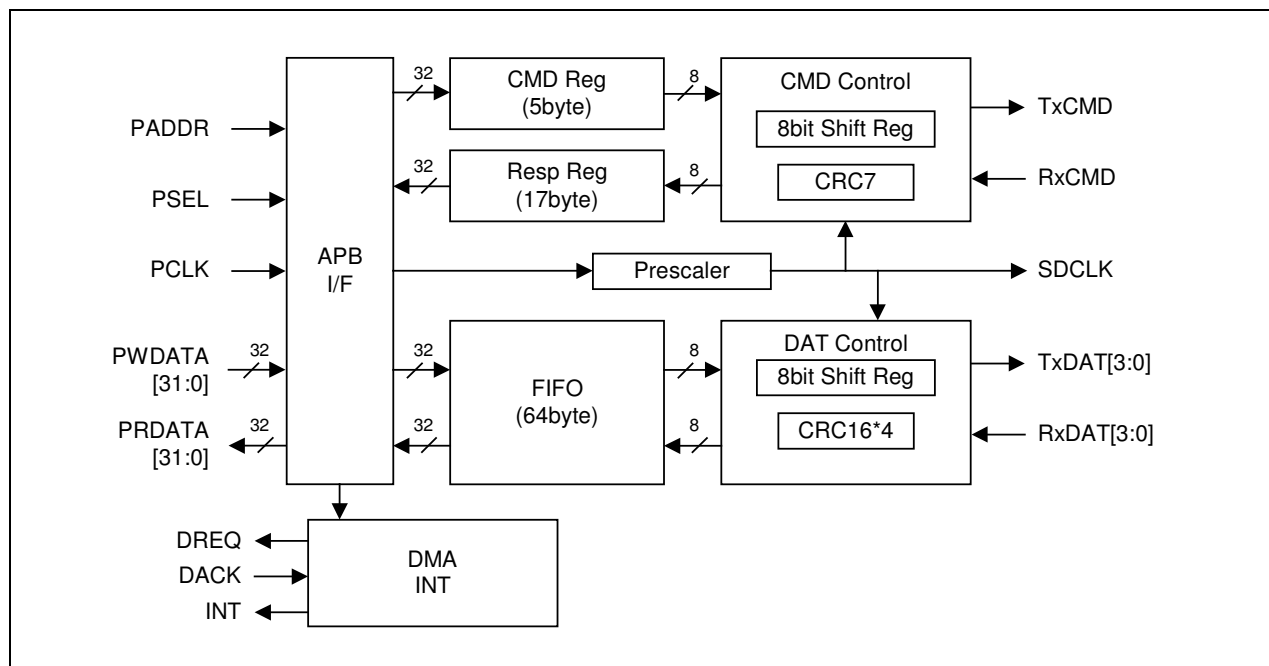 32
CMD Reg
(5byte)
8
CMD Control
8bit Shift Reg
CRC7
TxCMD
RxCMD
PADDR
PSEL
PCLK
APB
I/F
32
Resp Reg
(17byte)
8
Prescaler
SDCLK
PWDATA
[31:0]
32
PRDATA
[31:0]
32
32
32
FIFO
(64byte)
8
8
DAT Control
8bit Shift Reg
CRC16*4
TxDAT[3:0]
RxDAT[3:0]
DREQ
DACK
INT
DMA
INT